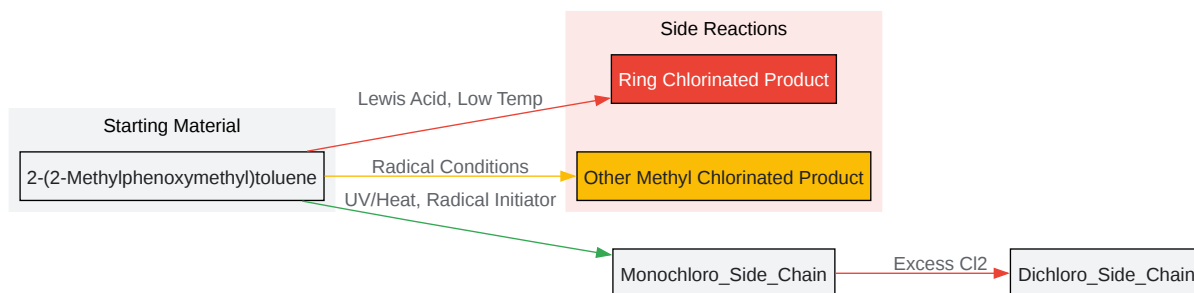 Side Reactions
Ring Chlorinated Product
Lewis Acid, Low Temp
Starting Material
2-(2-Methylphenoxymethyl)toluene
Radical Conditions
Other Methyl Chlorinated Product
UV/Heat, Radical Initiator
Monochloro_Side_Chain
Excess Cl2
Dichloro_Side_Chain